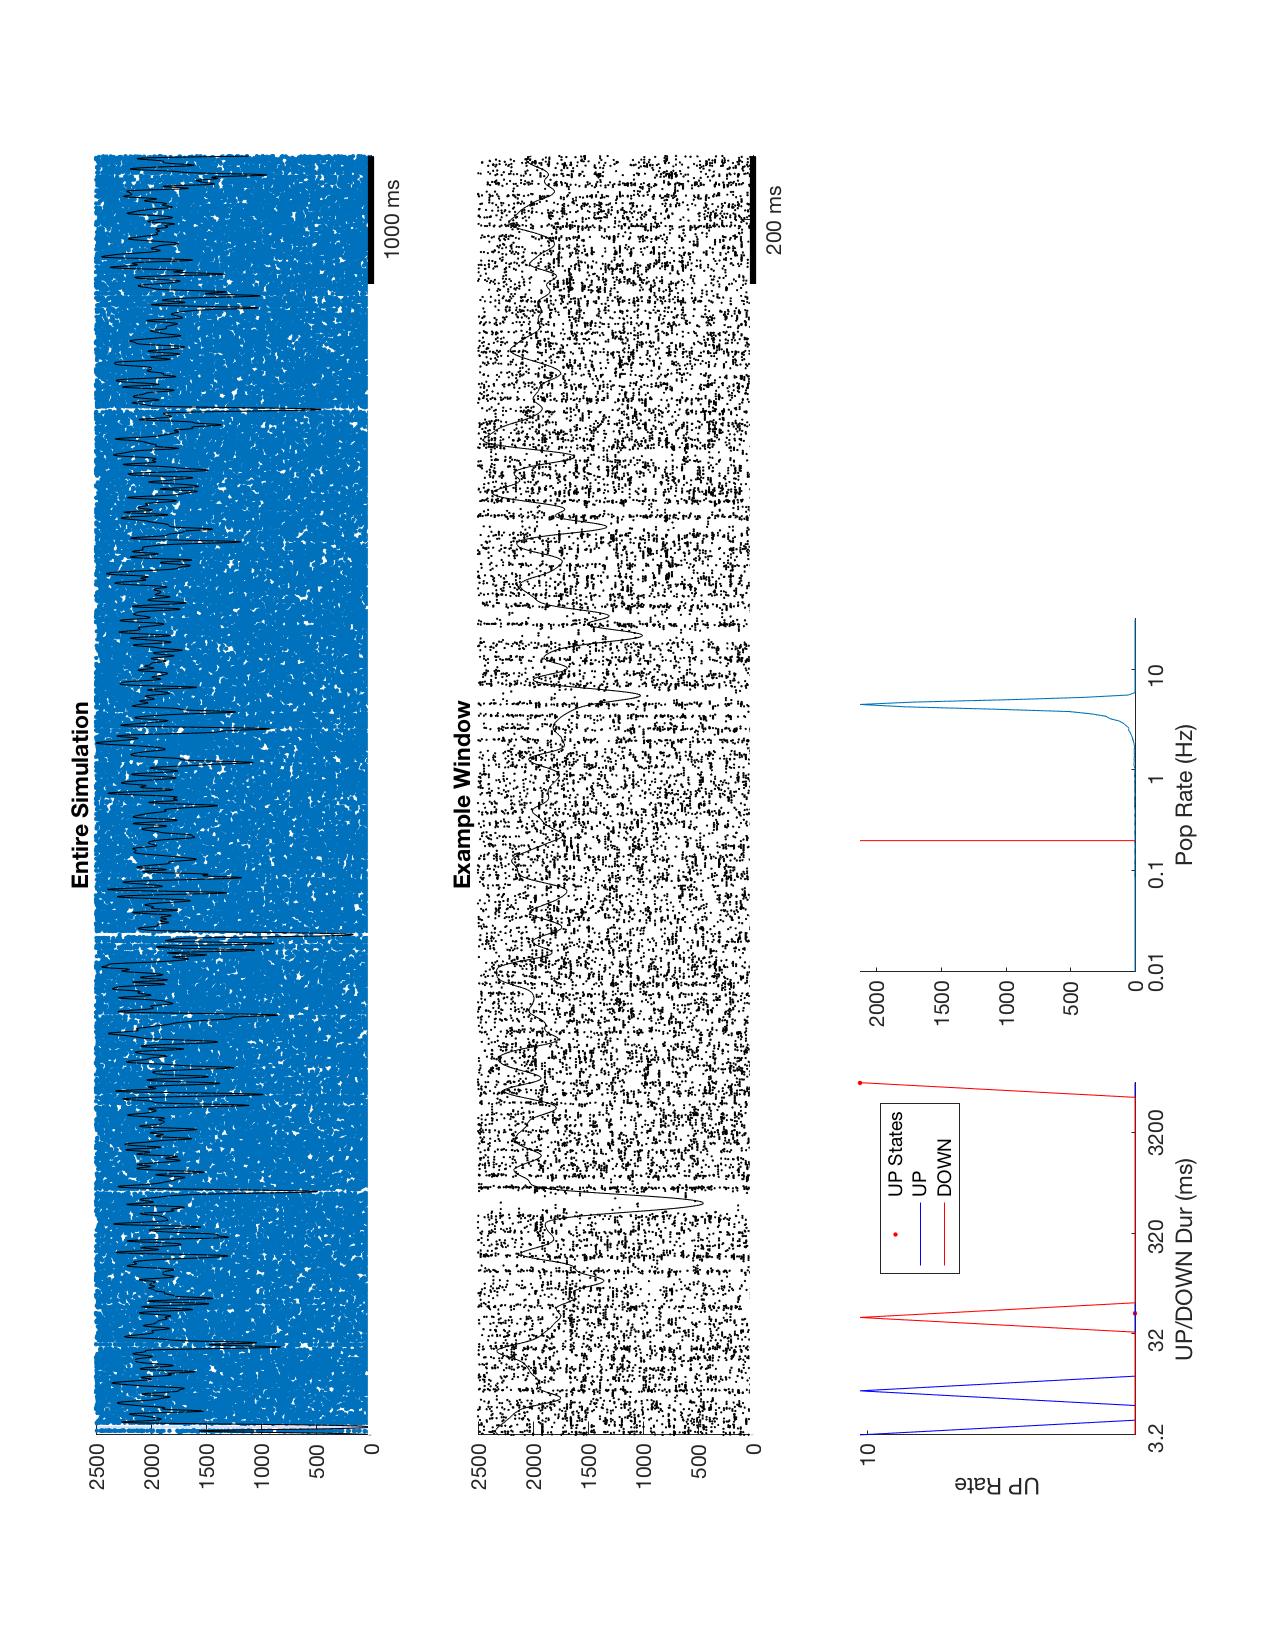 Entire Simulation
2500
2000
1500
1000
500
0
1000 ms
Example Window
2500
2000
1500
1000
500
0
200 ms
10
UP Rate
UP States
UP
DOWN
3.2 32 320 3200
UP/DOWN Dur (ms)
2000
1500
1000
500
0
0.01 0.1 1 10
Pop Rate (Hz)